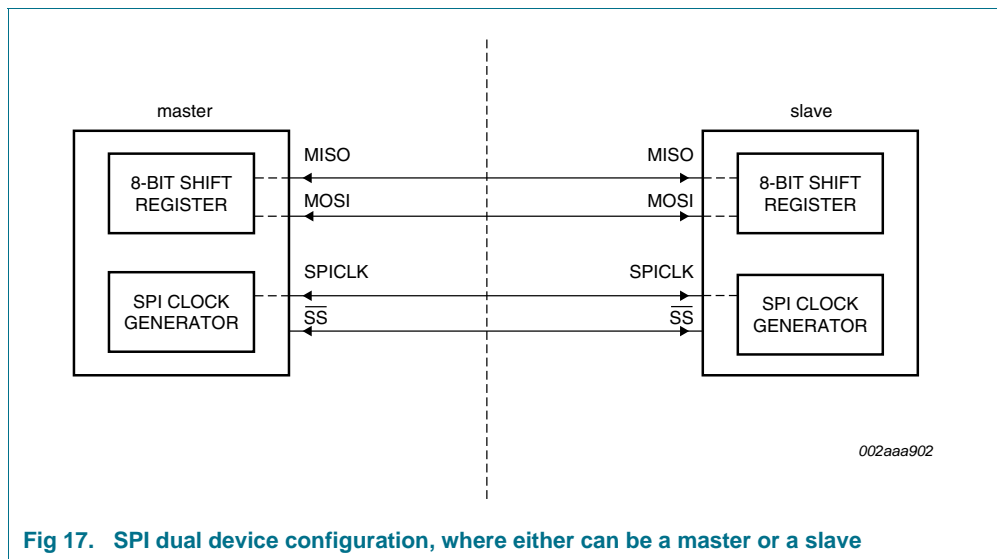 master
slave
8-BIT SHIFT
REGISTER
MISO
MISO
MOSI
MOSI
8-BIT SHIFT
REGISTER
SPI CLOCK
GENERATOR
SPICLK
SPICLK
SS
SS
SPI CLOCK
GENERATOR
002aaa902
Fig 17. SPI dual device configuration, where either can be a master or a slave